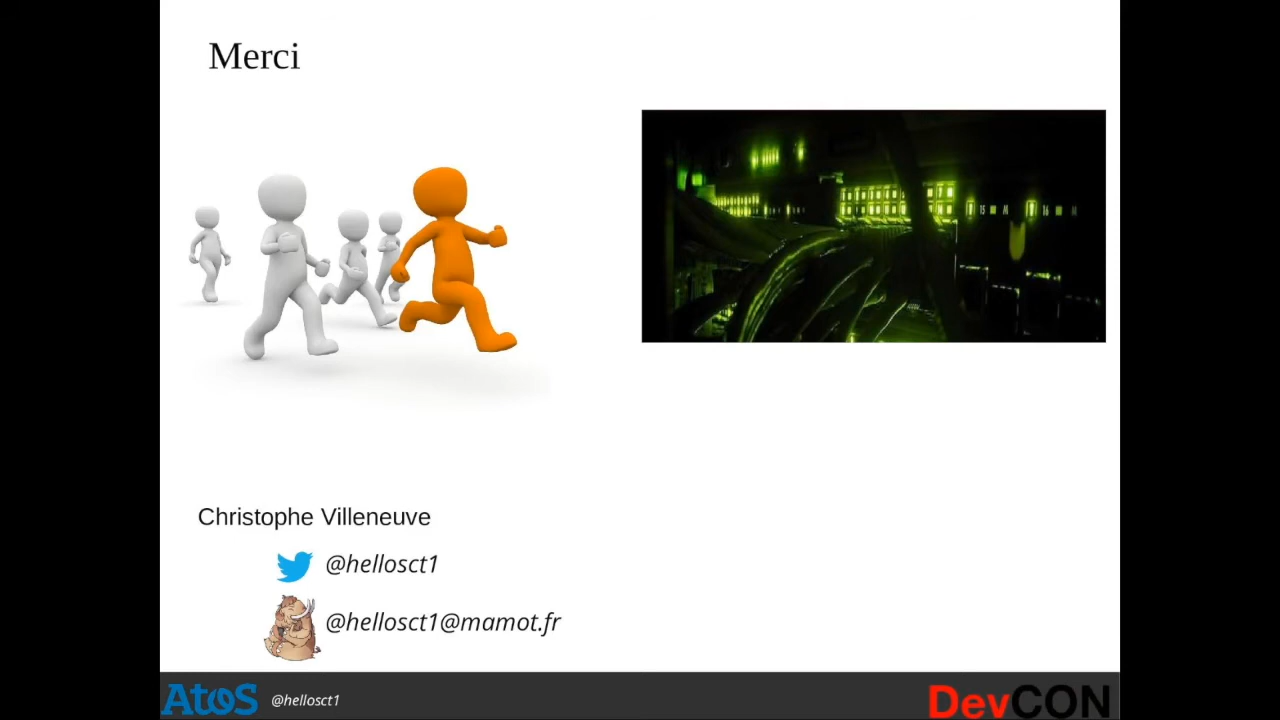 Merci
Christophe Villeneuve
@hellosct1
@hellosct1@mamot.fr
Atos
@hellosct1
DevCON